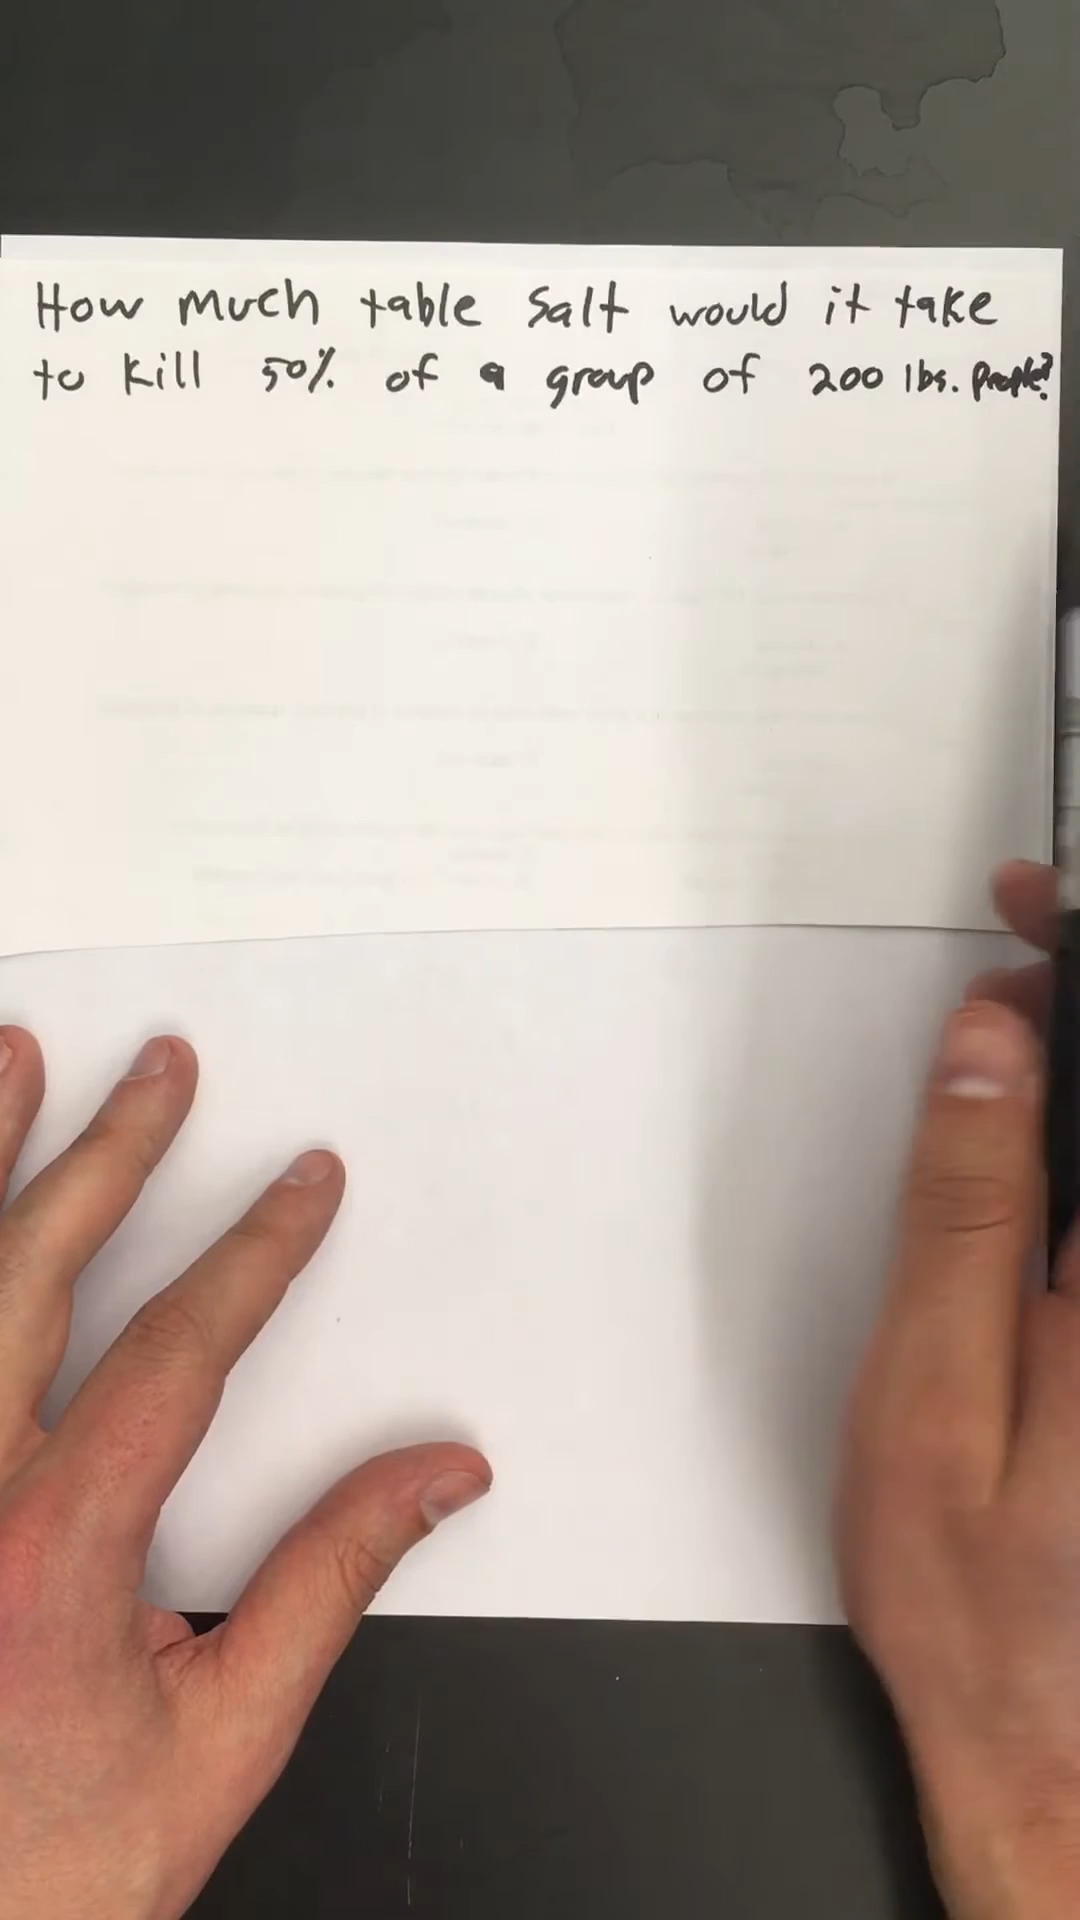 How much table salt would it take
to kill 50% of a group of 200 lbs. people?